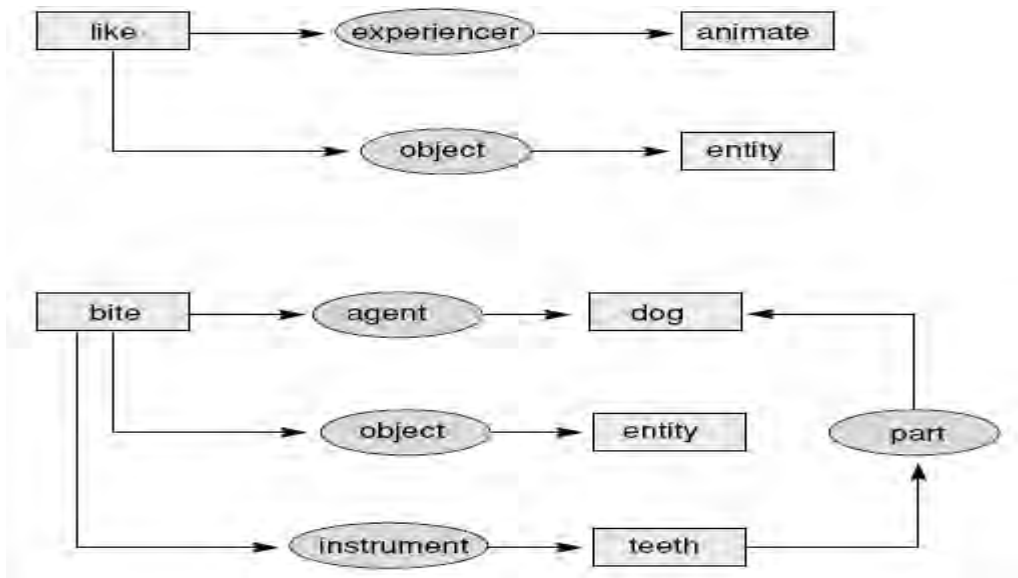 like experiencer animate
object entity
bite agent dog
object entity part
instrument teeth